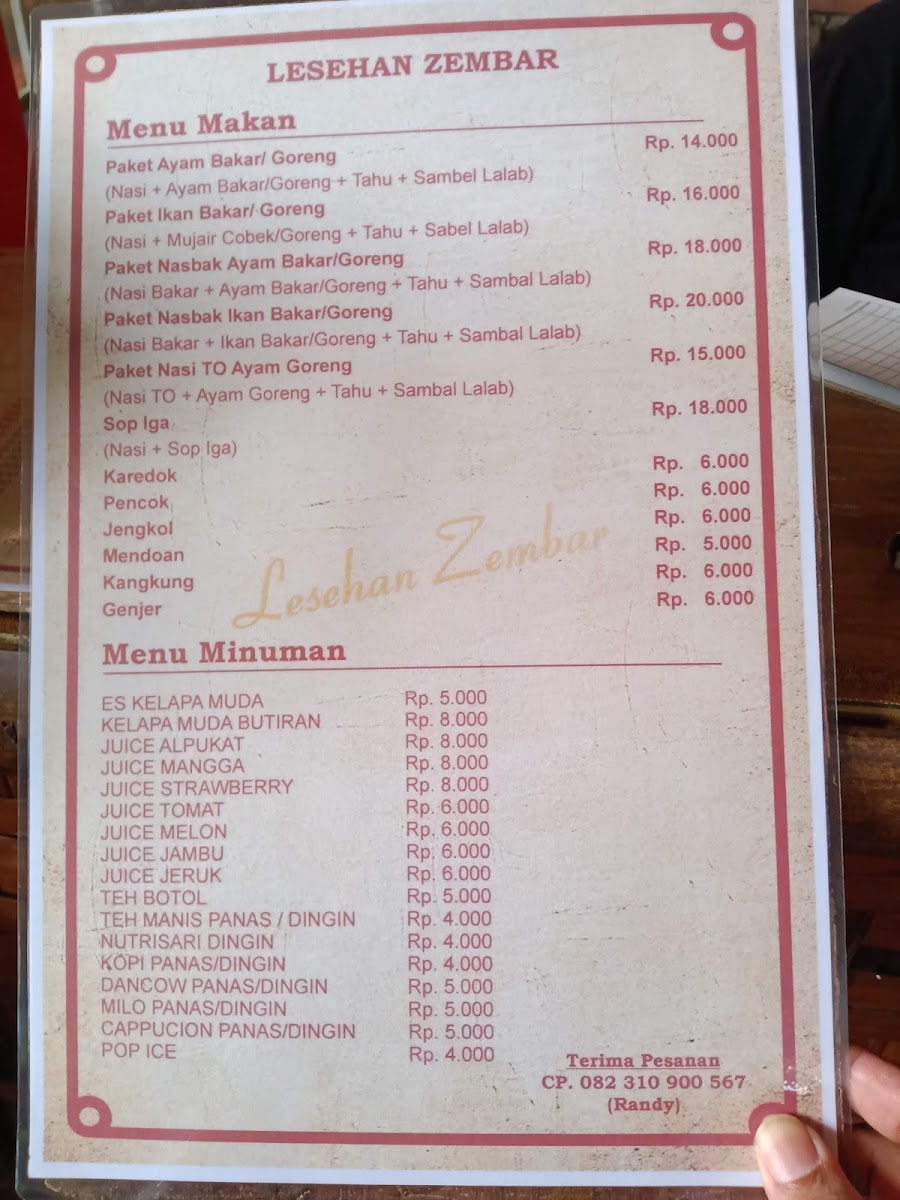 LESEHAN ZEMBAR
Menu Makan
Paket Ayam Bakar/ Goreng Rp. 14.000
(Nasi + Ayam Bakar/Goreng + Tahu + Sambel Lalab)
Paket Ikan Bakar/ Goreng Rp. 16.000
(Nasi + Mujair Cobek/Goreng + Tahu + Sabel Lalab)
Paket Nasbak Ayam Bakar/Goreng Rp. 18.000
(Nasi Bakar + Ayam Bakar/Goreng + Tahu + Sambal Lalab)
Paket Nasbak Ikan Bakar/Goreng Rp. 20.000
(Nasi Bakar + Ikan Bakar/Goreng + Tahu + Sambal Lalab)
Paket Nasi TO Ayam Goreng Rp. 15.000
(Nasi TO + Ayam Goreng + Tahu + Sambal Lalab)
Sop Iga Rp. 18.000
(Nasi + Sop Iga)
Karedok Rp. 6.000
Pencok Rp. 6.000
Jengkol Rp. 6.000
Mendoan Rp. 5.000
Kangkung Rp. 6.000
Genjer Rp. 6.000
Lesehan Zembar
Menu Minuman
ES KELAPA MUDA Rp. 5.000
KELAPA MUDA BUTIRAN Rp. 8.000
JUICE ALPUKAT Rp. 8.000
JUICE MANGGA Rp. 8.000
JUICE STRAWBERRY Rp. 8.000
JUICE TOMAT Rp. 6.000
JUICE MELON Rp. 6.000
JUICE JAMBU Rp. 6.000
JUICE JERUK Rp. 6.000
TEH BOTOL Rp. 5.000
TEH MANIS PANAS / DINGIN Rp. 4.000
NUTRISARI DINGIN Rp. 4.000
KOPI PANAS/DINGIN Rp. 4.000
DANCOW PANAS/DINGIN Rp. 5.000
MILO PANAS/DINGIN Rp. 5.000
CAPPUCION PANAS/DINGIN Rp. 5.000
POP ICE Rp. 4.000
Terima Pesanan
CP. 082 310 900 567
(Randy)